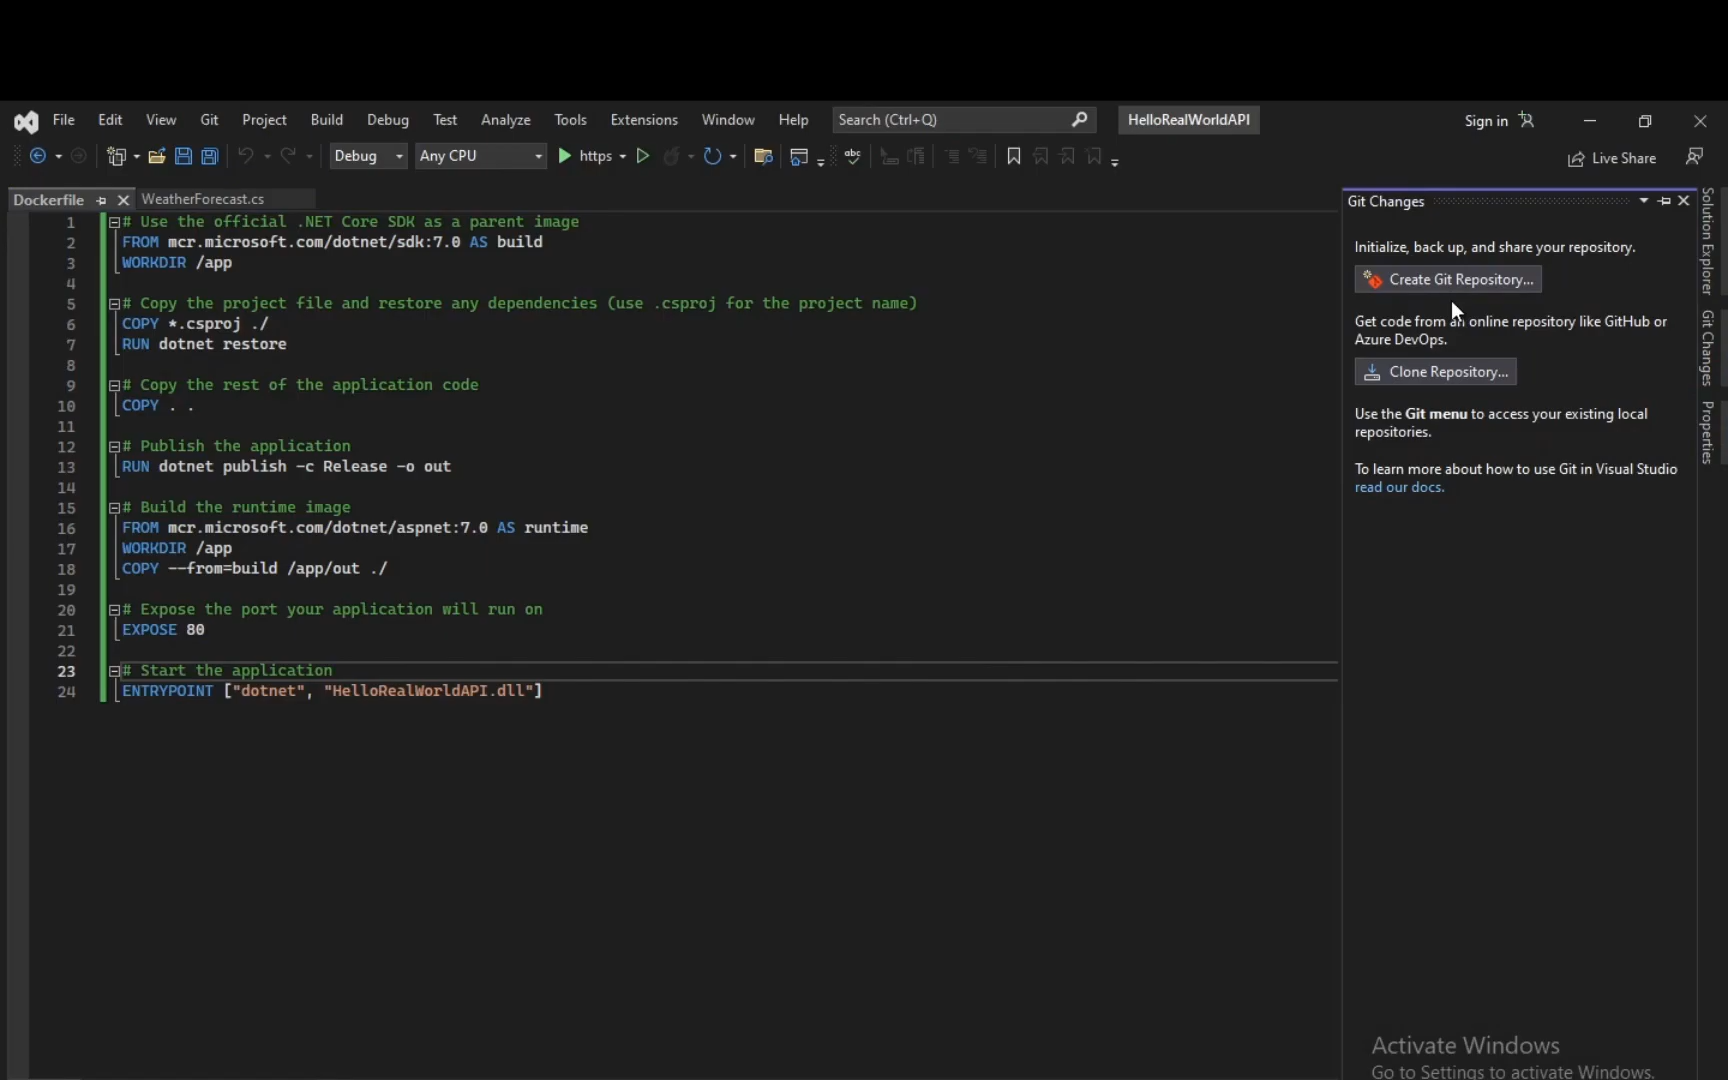 File Edit View Git Project Build Debug Test Analyze Tools Extensions Window Help Search (Ctrl+Q) HelloRealWorldAPI Sign in
Debug Any CPU https abc Live Share
Dockerfile WeatherForecast.cs
1 # Use the official .NET Core SDK as a parent image
2 FROM mcr.microsoft.com/dotnet/sdk:7.0 AS build
3 WORKDIR /app
4
5 # Copy the project file and restore any dependencies (use .csproj for the project name)
6 COPY *.csproj ./
7 RUN dotnet restore
8
9 # Copy the rest of the application code
10 COPY . .
11
12 # Publish the application
13 RUN dotnet publish -c Release -o out
14
15 # Build the runtime image
16 FROM mcr.microsoft.com/dotnet/aspnet:7.0 AS runtime
17 WORKDIR /app
18 COPY --from=build /app/out ./
19
20 # Expose the port your application will run on
21 EXPOSE 80
22
23 # Start the application
24 ENTRYPOINT ["dotnet", "HelloRealWorldAPI.dll"]
Git Changes
Initialize, back up, and share your repository.
Create Git Repository...
Get code from an online repository like GitHub or
Azure DevOps.
Clone Repository...
Use the Git menu to access your existing local
repositories.
To learn more about how to use Git in Visual Studio
read our docs.
Solution Explorer
Git Changes
Properties
Activate Windows
Go to Settings to activate Windows.